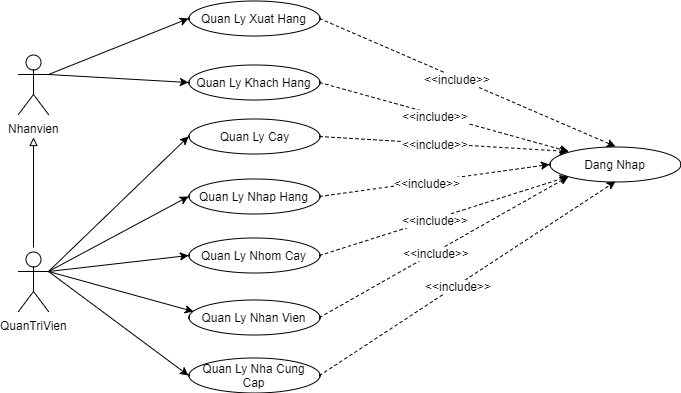 Quan Ly Xuat Hang
<<include>>
Quan Ly Khach Hang
<<include>>
Nhanvien
Quan Ly Cay
<<include>>
Dang Nhap
Quan Ly Nhap Hang
<<include>>
<<include>>
Quan Ly Nhom Cay
<<include>>
<<include>>
QuanTriVien
Quan Ly Nhan Vien
Quan Ly Nha Cung
Cap